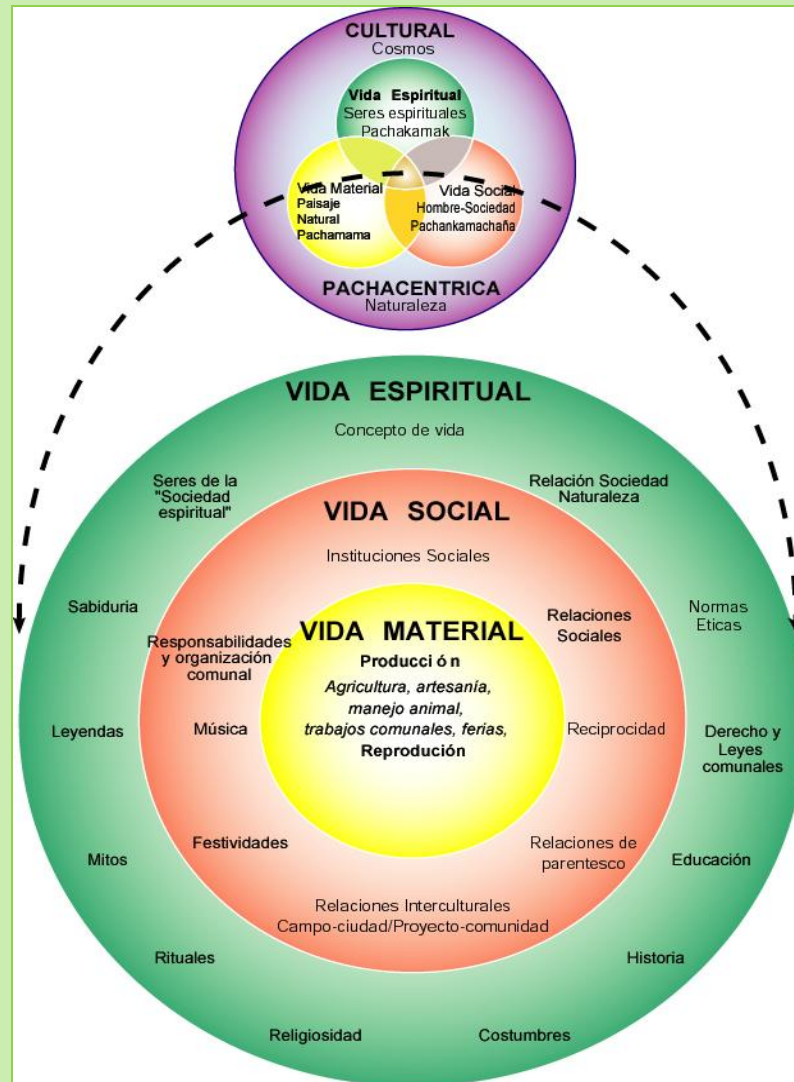 CULTURAL
Cosmos
Vida Espiritual
Seres espirituales
Pachakamak
Vida Material
Paisaje
Natural
Pachamama
Vida Social
Hombre-Sociedad
Pachankamachaña
PACHACENTRICA
Naturaleza
VIDA ESPIRITUAL
Concepto de vida
Seres de la
"Sociedad
espiritual"
Relación Sociedad
Naturaleza
VIDA SOCIAL
Instituciones Sociales
Sabiduria
Normas
Eticas
Responsabilidades
y organización
comunal
VIDA MATERIAL
Relaciones
Sociales
Producci ó n
Agricultura, artesanía,
manejo animal,
trabajos comunales, ferias,
Reprodución
Leyendas
Música
Reciprocidad
Derecho y
Leyes
comunales
Mitos
Festividades
Relaciones de
parentesco
Educación
Relaciones Interculturales
Campo-ciudad/Proyecto-comunidad
Rituales
Historia
Religiosidad
Costumbres